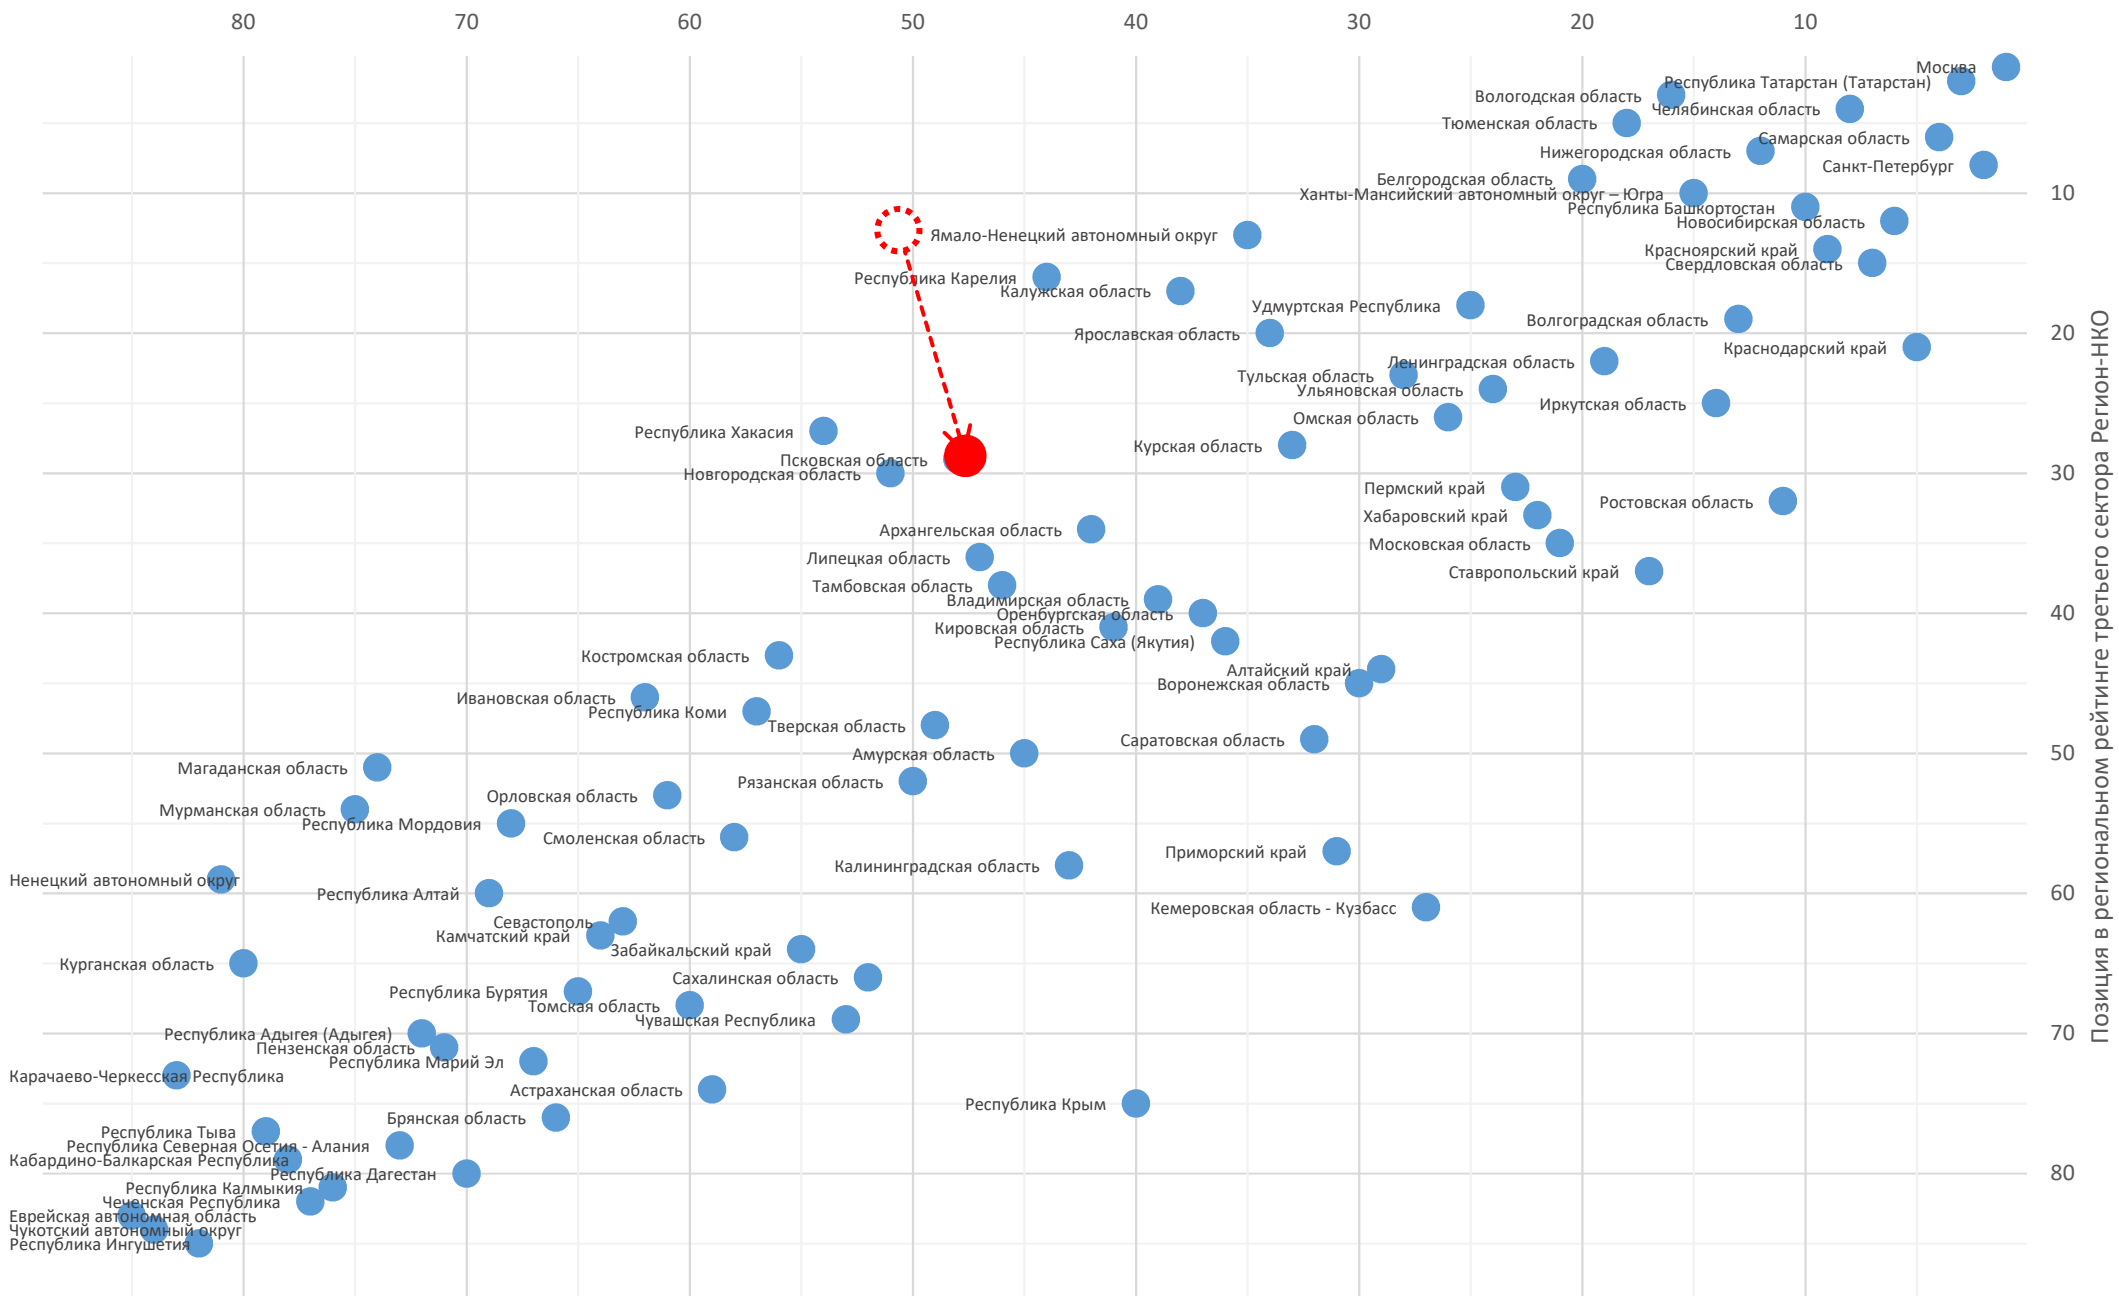 80 70 60 50 40 30 20 10
Москва
Республика Татарстан (Татарстан)
Вологодская область
Челябинская область
Тюменская область
Самарская область
Нижегородская область
Санкт-Петербург
Белгородская область
10
Ханты-Мансийский автономный округ – Югра
Республика Башкортостан
Новосибирская область
Ямало-Ненецкий автономный округ
Красноярский край
Свердловская область
Республика Карелия
Калужская область
Удмуртская Республика
Волгоградская область
Ярославская область
20
Краснодарский край
Ленинградская область
Тульская область
Ульяновская область
Иркутская область
Омская область
Республика Хакасия
Курская область
Псковская область
Новгородская область
30
Пермский край
Ростовская область
Хабаровский край
Архангельская область
Московская область
Липецкая область
Ставропольский край
Тамбовская область
Владимирская область
Оренбургская область
40
Кировская область
Республика Саха (Якутия)
Костромская область
Алтайский край
Воронежская область
Ивановская область
Республика Коми
Тверская область
Саратовская область
Амурская область
50
Магаданская область
Рязанская область
Орловская область
Мурманская область
Республика Мордовия
Смоленская область
Приморский край
Калининградская область
Ненецкий автономный округ
Республика Алтай
60
Кемеровская область - Кузбасс
Севастополь
Камчатский край
Забайкальский край
Курганская область
Сахалинская область
Республика Бурятия
Томская область
Чувашская Республика
Республика Адыгея (Адыгея)
70
Пензенская область
Республика Марий Эл
Карачаево-Черкесская Республика
Астраханская область
Республика Крым
Брянская область
Республика Тыва
Республика Северная Осетия - Алания
Кабардино-Балкарская Республика
Республика Дагестан
80
Республика Калмыкия
Чеченская Республика
Еврейская автономная область
Чукотский автономный округ
Республика Ингушетия
Позиция в региональном рейтинге третьего сектора Регион-НКО